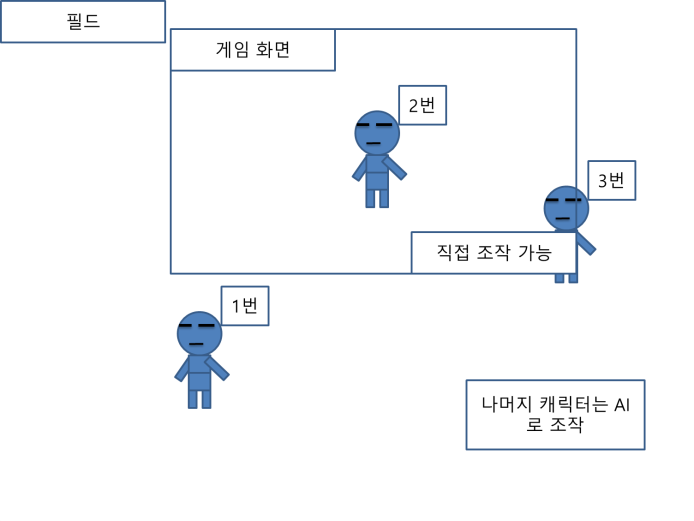 필드
게임 화면
2번
3번
직접 조작 가능
1번
나머지 캐릭터는 AI
로 조작